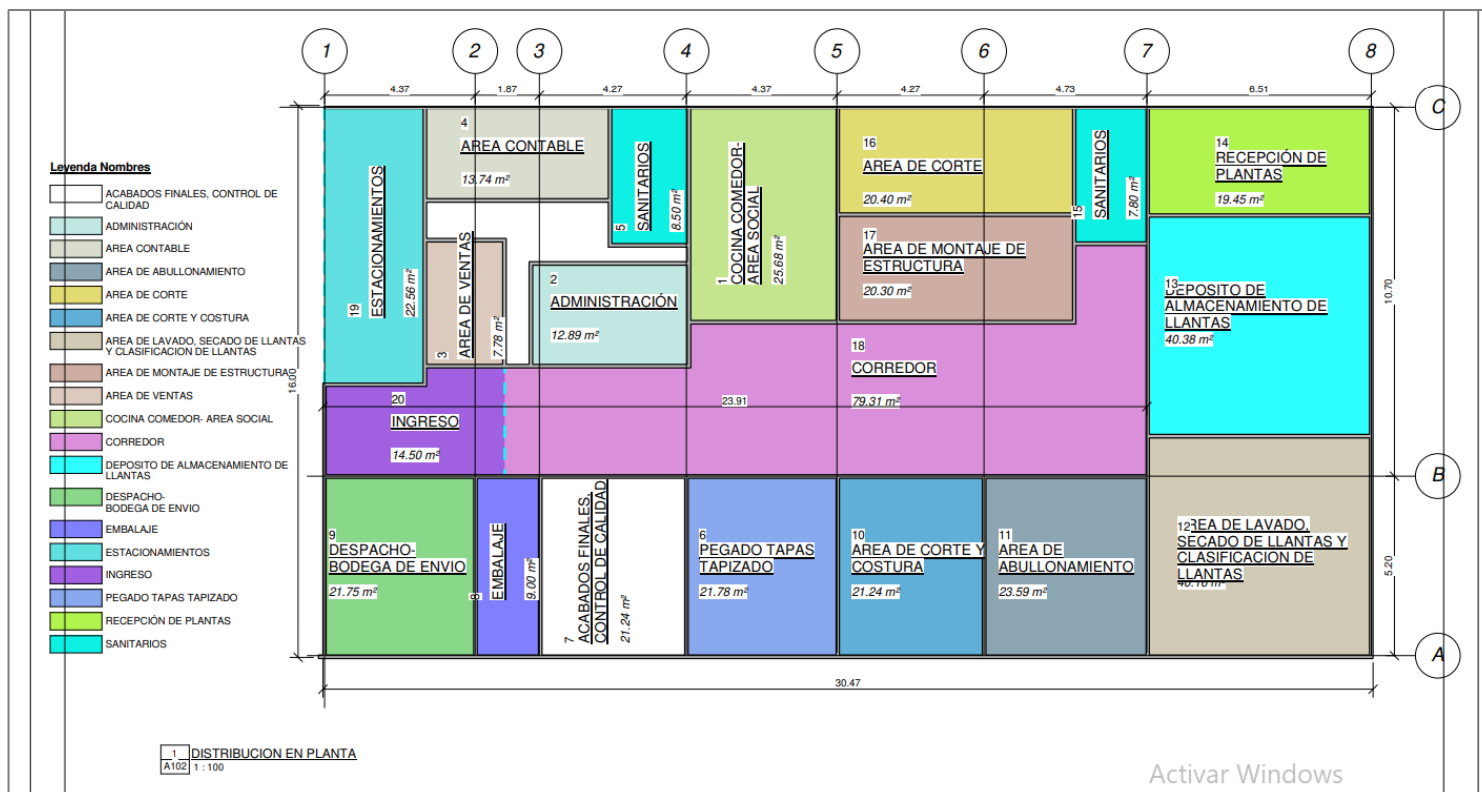 1 2 3 4 5 6 7 8
4.37 1.87 4.27 4.37 4.27 4.73 6.51
C
B
A
10.70
5.20
16.00
23.91
30.47
Leyenda Nombres
ACABADOS FINALES, CONTROL DE
CALIDAD
ADMINISTRACIÓN
AREA CONTABLE
AREA DE ABULLONAMIENTO
AREA DE CORTE
AREA DE CORTE Y COSTURA
AREA DE LAVADO, SECADO DE LLANTAS
Y CLASIFICACION DE LLANTAS
AREA DE MONTAJE DE ESTRUCTURA
AREA DE VENTAS
COCINA COMEDOR- AREA SOCIAL
CORREDOR
DEPOSITO DE ALMACENAMIENTO DE
LLANTAS
DESPACHO-
BODEGA DE ENVIO
EMBALAJE
ESTACIONAMIENTOS
INGRESO
PEGADO TAPAS TAPIZADO
RECEPCIÓN DE PLANTAS
SANITARIOS
19
ESTACIONAMIENTOS
22.56 m²
4
AREA CONTABLE
13.74 m²
5
SANITARIOS
8.50 m²
1
COCINA COMEDOR-
AREA SOCIAL
25.68 m²
16
AREA DE CORTE
20.40 m²
15
SANITARIOS
7.80 m²
14
RECEPCIÓN DE
PLANTAS
19.45 m²
3
AREA DE VENTAS
7.78 m²
2
ADMINISTRACIÓN
12.89 m²
17
AREA DE MONTAJE DE
ESTRUCTURA
20.30 m²
13
DEPOSITO DE
ALMACENAMIENTO DE
LLANTAS
40.38 m²
18
CORREDOR
79.31 m²
20
INGRESO
14.50 m²
9
DESPACHO-
BODEGA DE ENVIO
21.75 m²
8
EMBALAJE
9.00 m²
7
ACABADOS FINALES,
CONTROL DE CALIDAD
21.24 m²
6
PEGADO TAPAS
TAPIZADO
21.78 m²
10
AREA DE CORTE Y
COSTURA
21.24 m²
11
AREA DE
ABULLONAMIENTO
23.59 m²
12
AREA DE LAVADO,
SECADO DE LLANTAS Y
CLASIFICACION DE
LLANTAS
1
A102
DISTRIBUCION EN PLANTA
1 : 100
Activar Windows